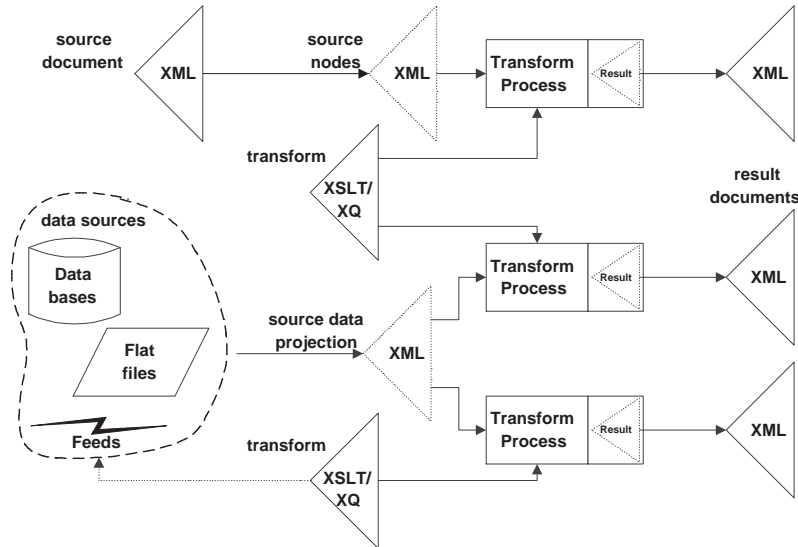 source
document
XML
source
nodes
XML
Transform
Process
Result
XML
transform
XSLT/
XQ
result
documents
data sources
Data
bases
Flat
files
Feeds
source data
projection
XML
Transform
Process
Result
XML
transform
XSLT/
XQ
Transform
Process
Result
XML